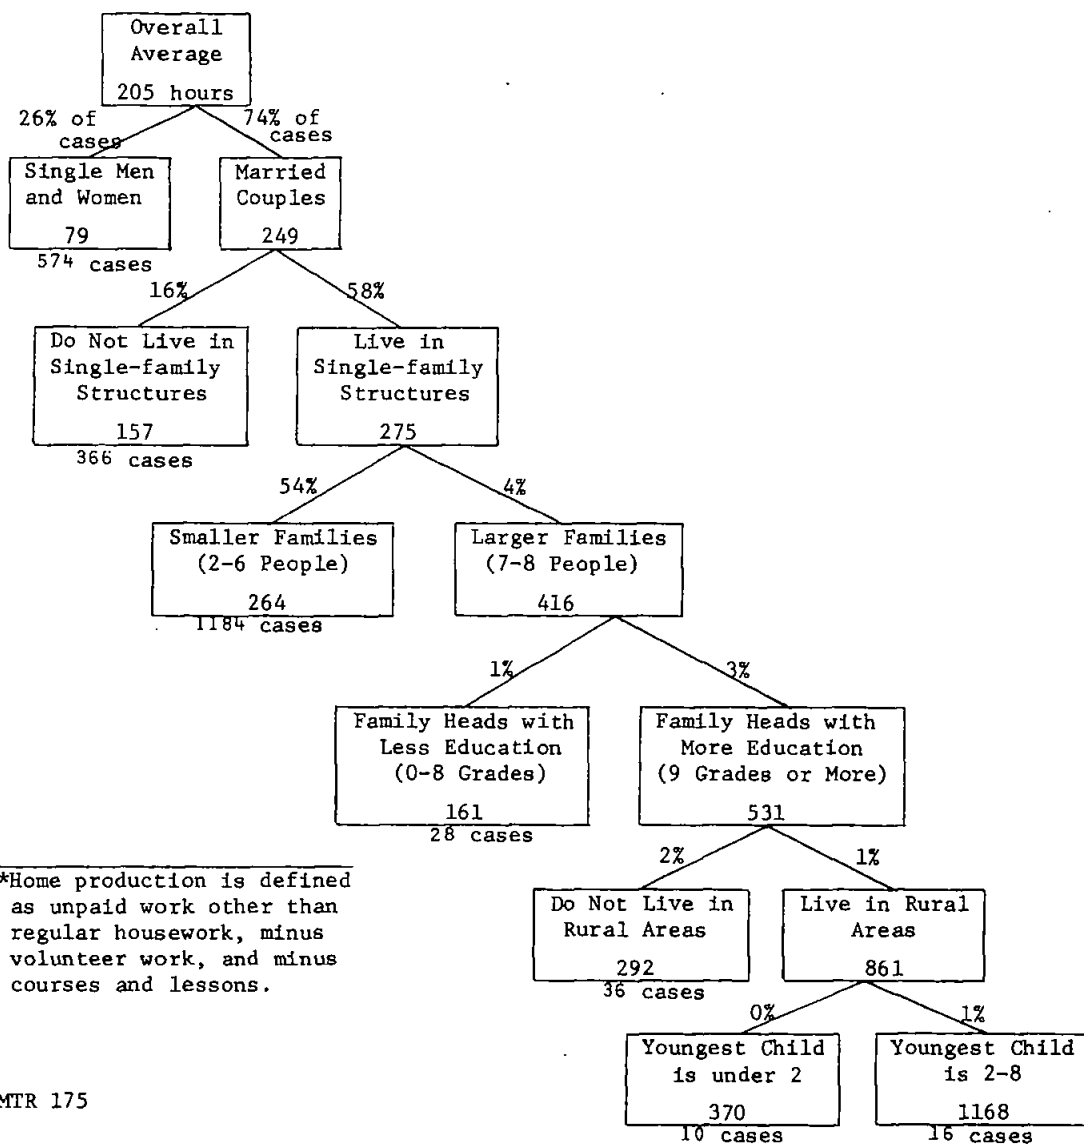 Overall
Average
205 hours
26% of
cases
74% of
cases
Single Men
and Women
79
574 cases
Married
Couples
249
16%
58%
Do Not Live in
Single-family
Structures
157
366 cases
Live in
Single-family
Structures
275
54%
4%
Smaller Families
(2-6 People)
264
1184 cases
Larger Families
(7-8 People)
416
1%
3%
Family Heads with
Less Education
(0-8 Grades)
161
28 cases
Family Heads with
More Education
(9 Grades or More)
531
2%
1%
*Home production is defined
as unpaid work other than
regular housework, minus
volunteer work, and minus
courses and lessons.
Do Not Live in
Rural Areas
292
36 cases
Live in Rural
Areas
861
0%
1%
Youngest Child
is under 2
370
10 cases
Youngest Child
is 2-8
1168
16 cases
MTR 175